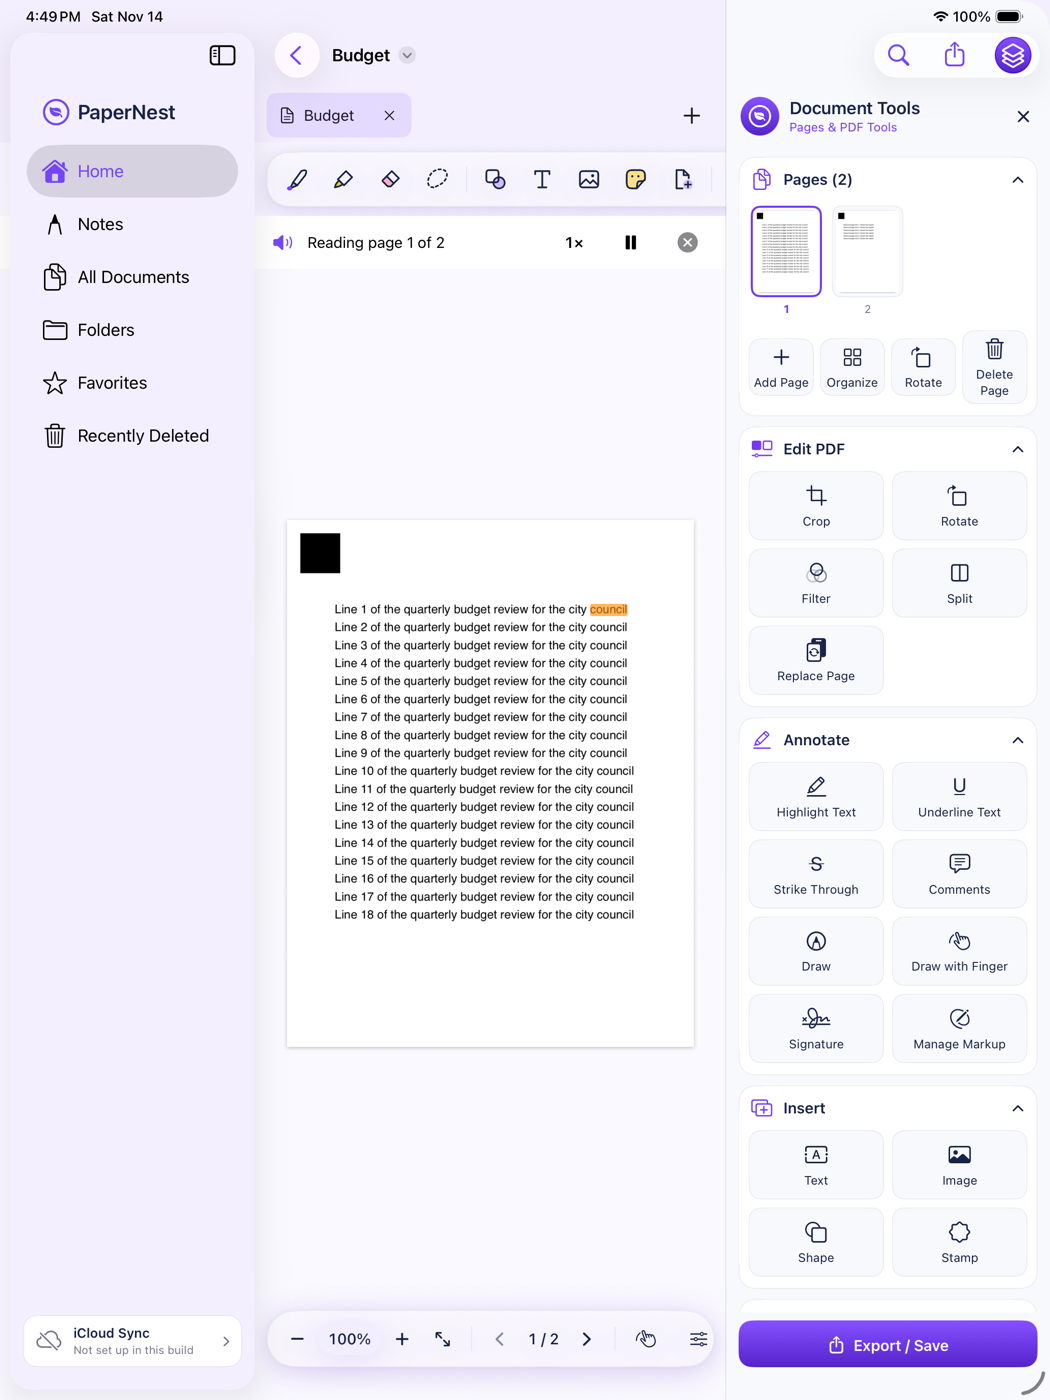 4:49 PM Sat Nov 14
100%
PaperNest
Home
Notes
All Documents
Folders
Favorites
Recently Deleted
iCloud Sync
Not set up in this build
Budget
Budget
Reading page 1 of 2
1×
Line 1 of the quarterly budget review for the city council
Line 2 of the quarterly budget review for the city council
Line 3 of the quarterly budget review for the city council
Line 4 of the quarterly budget review for the city council
Line 5 of the quarterly budget review for the city council
Line 6 of the quarterly budget review for the city council
Line 7 of the quarterly budget review for the city council
Line 8 of the quarterly budget review for the city council
Line 9 of the quarterly budget review for the city council
Line 10 of the quarterly budget review for the city council
Line 11 of the quarterly budget review for the city council
Line 12 of the quarterly budget review for the city council
Line 13 of the quarterly budget review for the city council
Line 14 of the quarterly budget review for the city council
Line 15 of the quarterly budget review for the city council
Line 16 of the quarterly budget review for the city council
Line 17 of the quarterly budget review for the city council
Line 18 of the quarterly budget review for the city council
100%
1 / 2
Document Tools
Pages & PDF Tools
Pages (2)
1
2
Add Page
Organize
Rotate
Delete
Page
Edit PDF
Crop
Rotate
Filter
Split
Replace Page
Annotate
Highlight Text
Underline Text
Strike Through
Comments
Draw
Draw with Finger
Signature
Manage Markup
Insert
Text
Image
Shape
Stamp
Export / Save